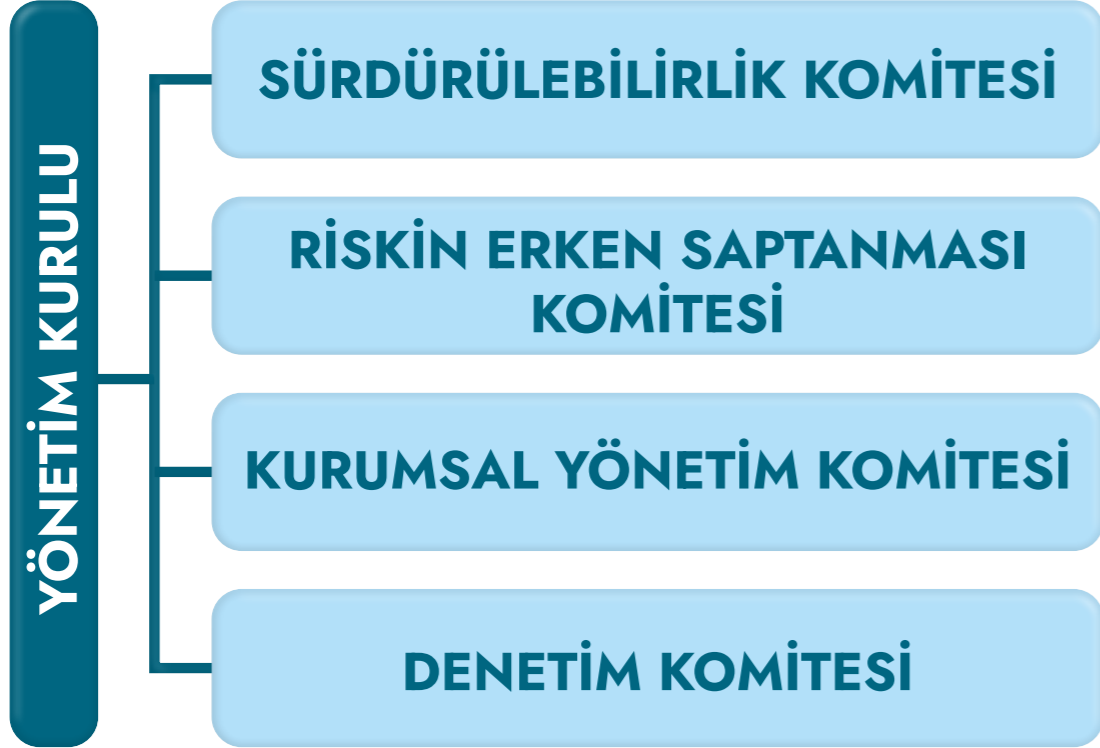 YÖNETİM KURULU
SÜRDÜRÜLEBİLİRLİK KOMİTESİ
RİSKİN ERKEN SAPTANMASI
KOMİTESİ
KURUMSAL YÖNETİM KOMİTESİ
DENETİM KOMİTESİ